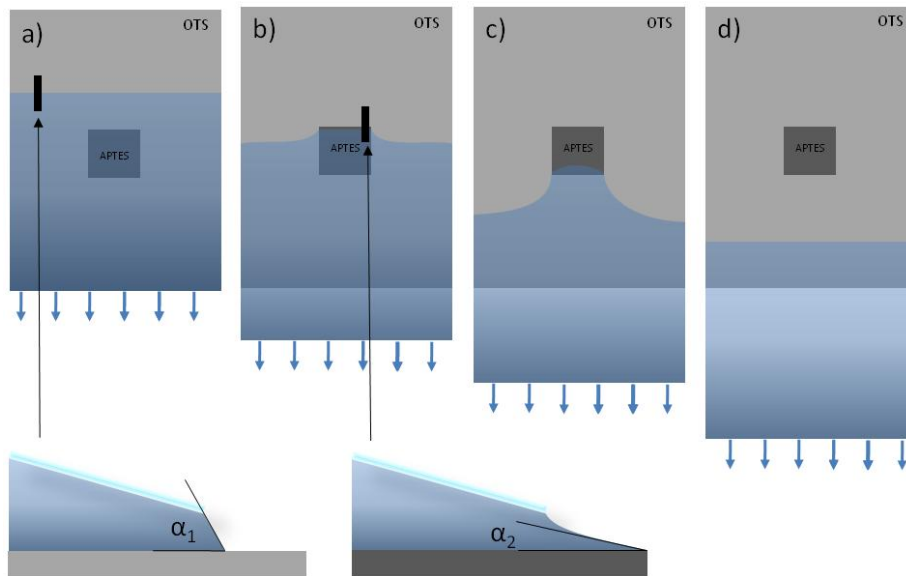 a)
OTS
APTES
b)
OTS
APTES
c)
OTS
APTES
d)
OTS
APTES
α1
α2